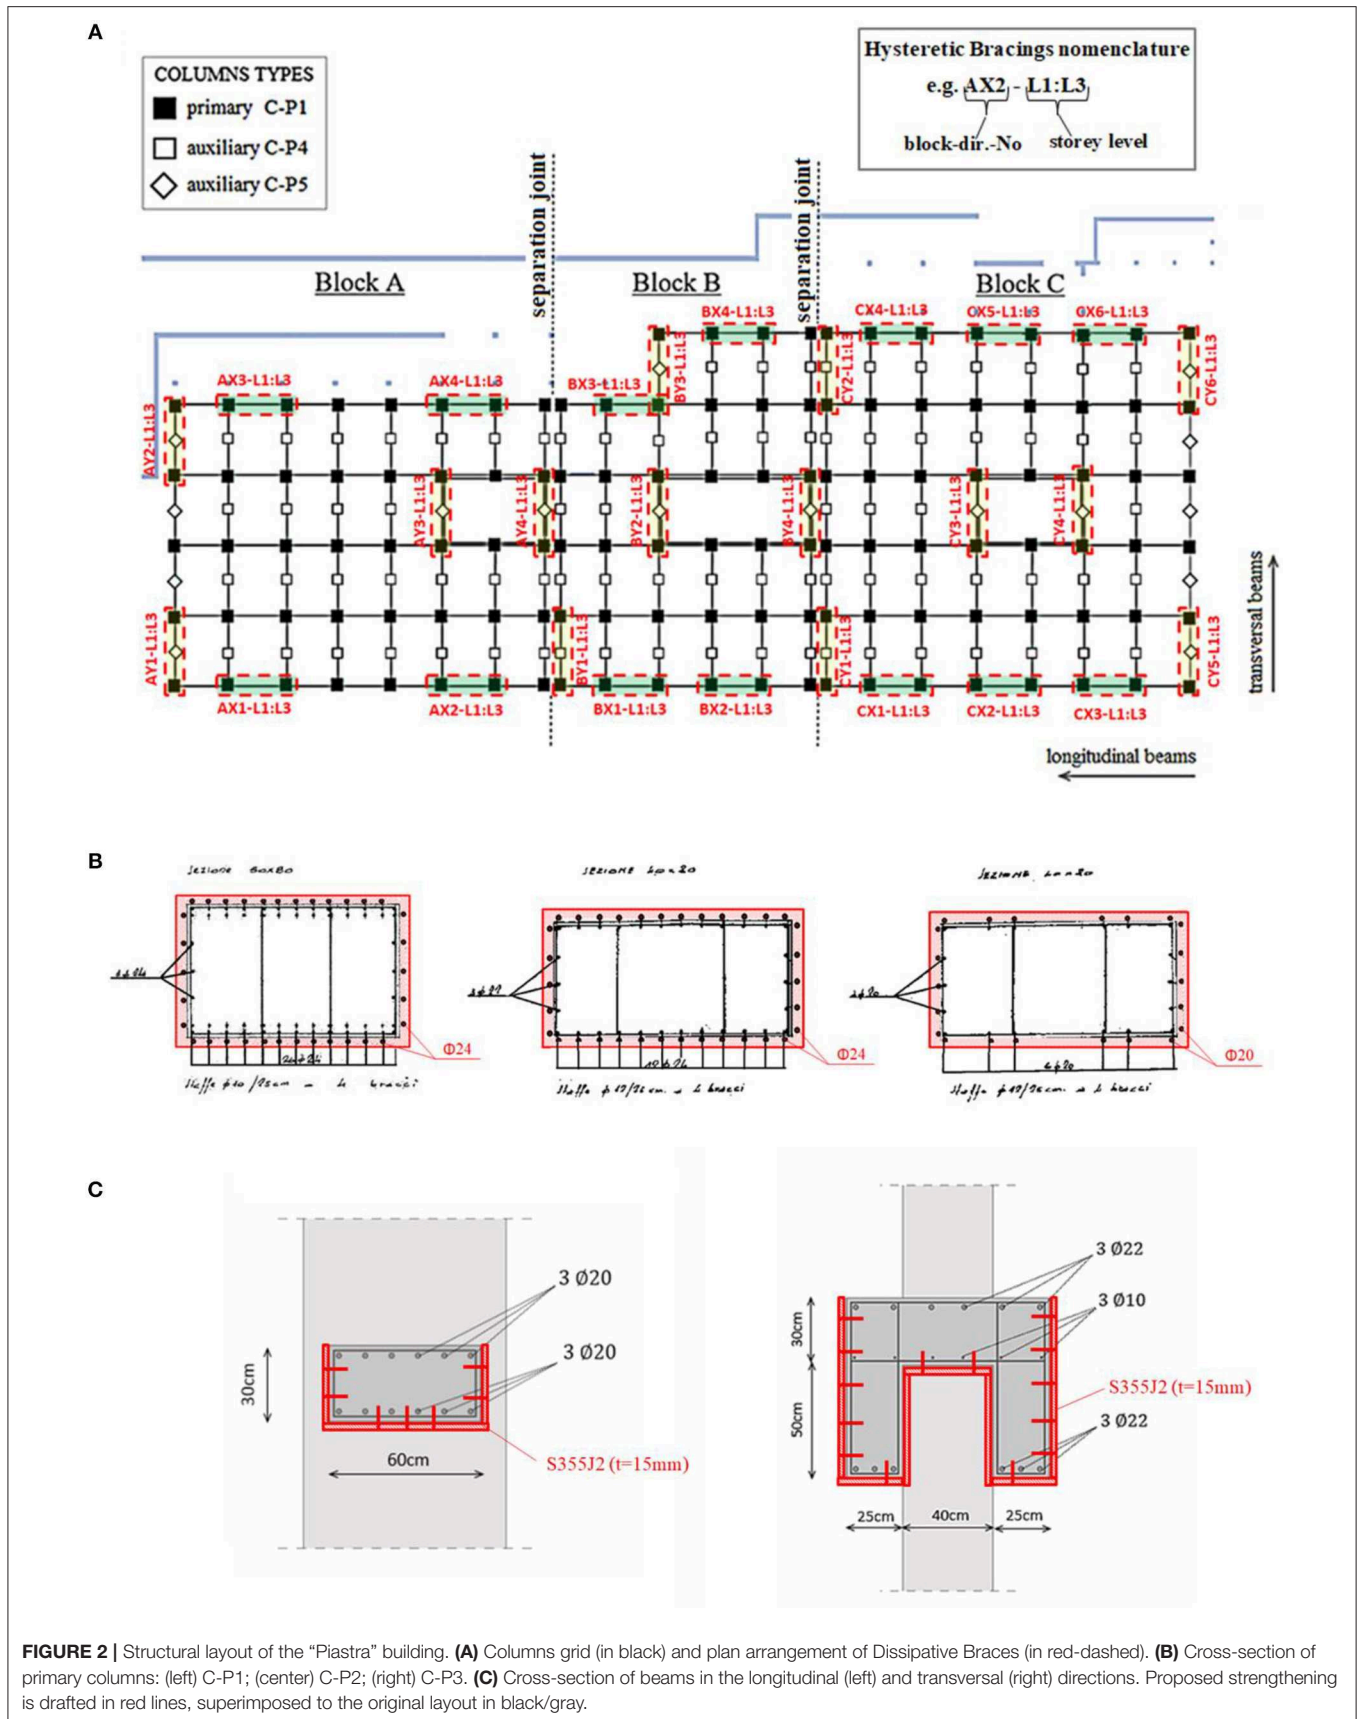 A
COLUMNS TYPES
primary C-P1
auxiliary C-P4
auxiliary C-P5
Hysteretic Bracings nomenclature
e.g. AX2 - L1:L3
block-dir.-No storey level
separation joint
separation joint
Block A
Block B
Block C
BX4-L1:L3
CX4-L1:L3
CX5-L1:L3
CX6-L1:L3
AX3-L1:L3
AX4-L1:L3
BX3-L1:L3
BY3-L1:L3
CY2-L1:L3
CY6-L1:L3
AY2-L1:L3
AY3-L1:L3
AY4-L1:L3
BY2-L1:L3
BY4-L1:L3
CY3-L1:L3
CY4-L1:L3
AY1-L1:L3
BY1-L1:L3
CY1-L1:L3
CY5-L1:L3
AX1-L1:L3
AX2-L1:L3
BX1-L1:L3
BX2-L1:L3
CX1-L1:L3
CX2-L1:L3
CX3-L1:L3
transversal beams
longitudinal beams
B
SEZIONE
SEZIONE
SEZIONE
Φ24
Φ24
Φ20
Staffe
Staffe
Staffe
C
3 Ø20
3 Ø20
30cm
60cm
S355J2 (t=15mm)
3 Ø22
3 Ø10
30cm
50cm
S355J2 (t=15mm)
3 Ø22
25cm
40cm
25cm
FIGURE 2 | Structural layout of the “Piastra” building. (A) Columns grid (in black) and plan arrangement of Dissipative Braces (in red-dashed). (B) Cross-section of
primary columns: (left) C-P1; (center) C-P2; (right) C-P3. (C) Cross-section of beams in the longitudinal (left) and transversal (right) directions. Proposed strengthening
is drafted in red lines, superimposed to the original layout in black/gray.